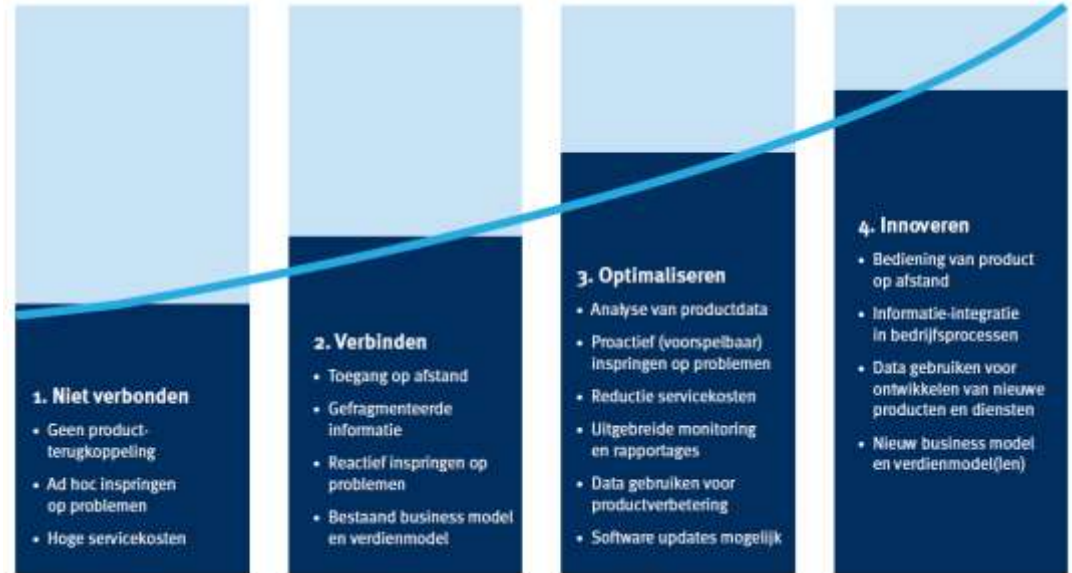 1. Niet verbonden
• Geen product-
terugkoppeling
• Ad hoc inspringen
op problemen
• Hoge servicekosten
2. Verbinden
• Toegang op afstand
• Gefragmenteerde
informatie
• Reactief inspringen op
problemen
• Bestaand business model
en verdienmodel
3. Optimaliseren
• Analyse van productdata
• Proactief (voorspelbaar)
inspringen op problemen
• Reductie servicekosten
• Uitgebreide monitoring
en rapportages
• Data gebruiken voor
productverbetering
• Software updates mogelijk
4. Innoveren
• Bediening van product
op afstand
• Informatie-integratie
in bedrijfsprocessen
• Data gebruiken voor
ontwikkelen van nieuwe
producten en diensten
• Nieuw business model
en verdienmodel(len)